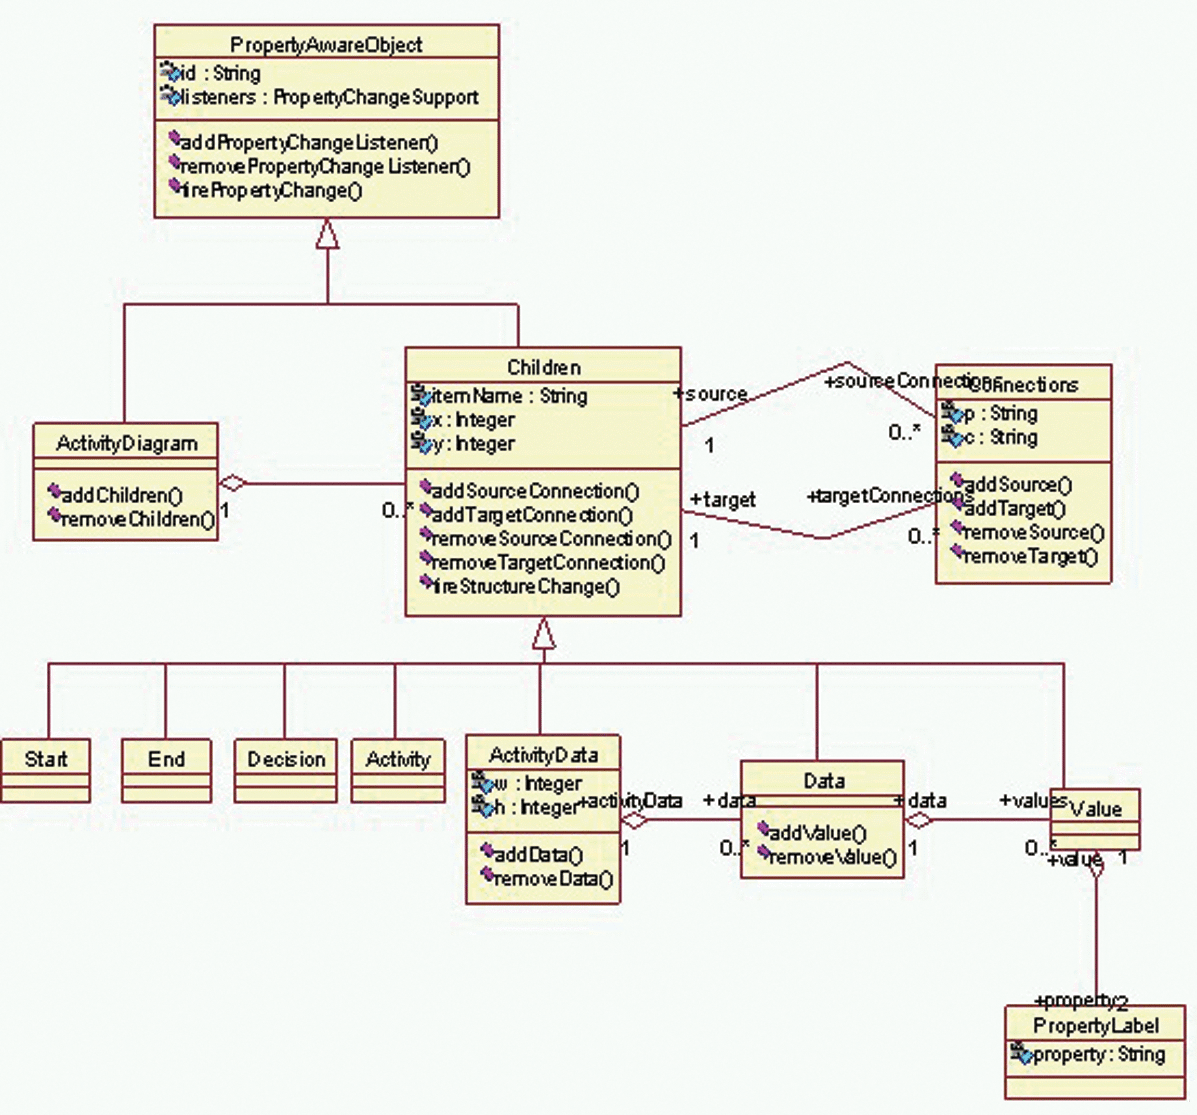 PropertyAwareObject
id : String
listeners : PropertyChangeSupport
addPropertyChangeListener()
removePropertyChangeListener()
firePropertyChange()
Children
itemName : String
x : Integer
y : Integer
addSourceConnection()
addTargetConnection()
removeSourceConnection()
removeTargetConnection()
fireStructureChange()
+source
1
+sourceConnections
0..*
+target
1
+targetConnections
0..*
Connections
p : String
c : String
addSource()
addTarget()
removeSource()
removeTarget()
ActivityDiagram
addChildren()
removeChildren()
1
0..*
Start
End
Decision
Activity
ActivityData
w : Integer
h : Integer
addData()
removeData()
+activityData
1
+data
0..*
Data
addValue()
removeValue()
+data
1
+values
0..*
Value
+value
1
+property
2
PropertyLabel
property : String